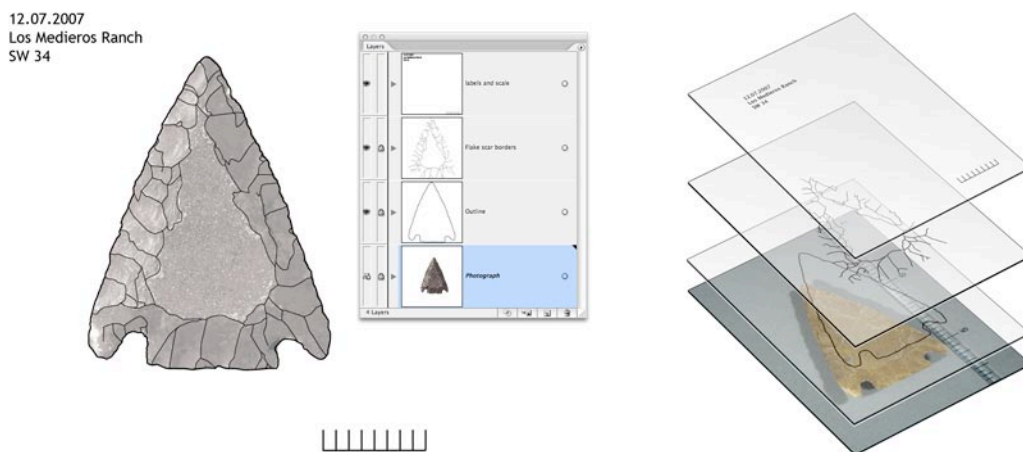 12.07.2007
Los Medieros Ranch
SW 34
Layers
labels and scale
Flake scar borders
Outline
Photograph
4 Layers
12.07.2007
Los Medieros Ranch
SW 34